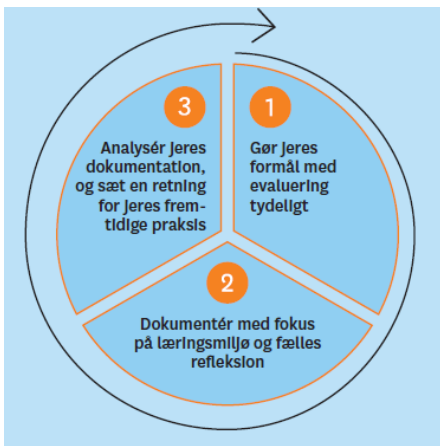 1
Gør jeres
formål med
evaluering
tydeligt
2
Dokumentér med fokus
på læringsmiljø og fælles
refleksion
3
Analysér jeres
dokumentation,
og sæt en retning
for jeres frem-
tidige praksis